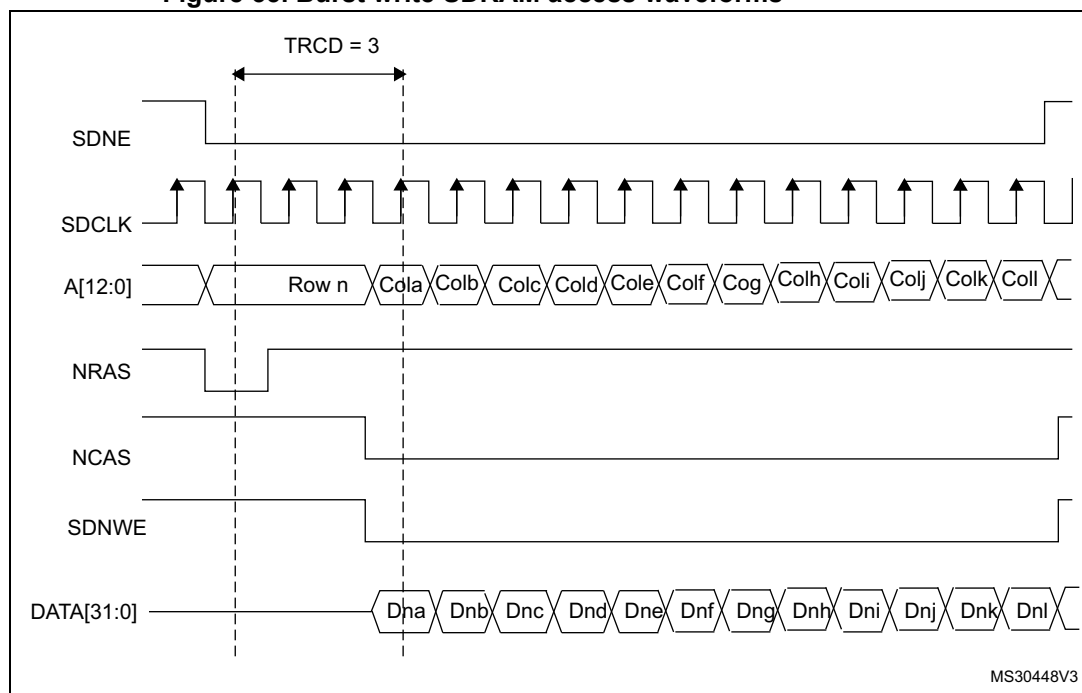 Figure 63. Burst write SDRAM access waveforms
TRCD = 3
SDNE
SDCLK
A[12:0] Row n Cola Colb Colc Cold Cole Colf Cog Colh Coli Colj Colk Coll
NRAS
NCAS
SDNWE
DATA[31:0] Dna Dnb Dnc Dnd Dne Dnf Dng Dnh Dni Dnj Dnk Dnl
MS30448V3